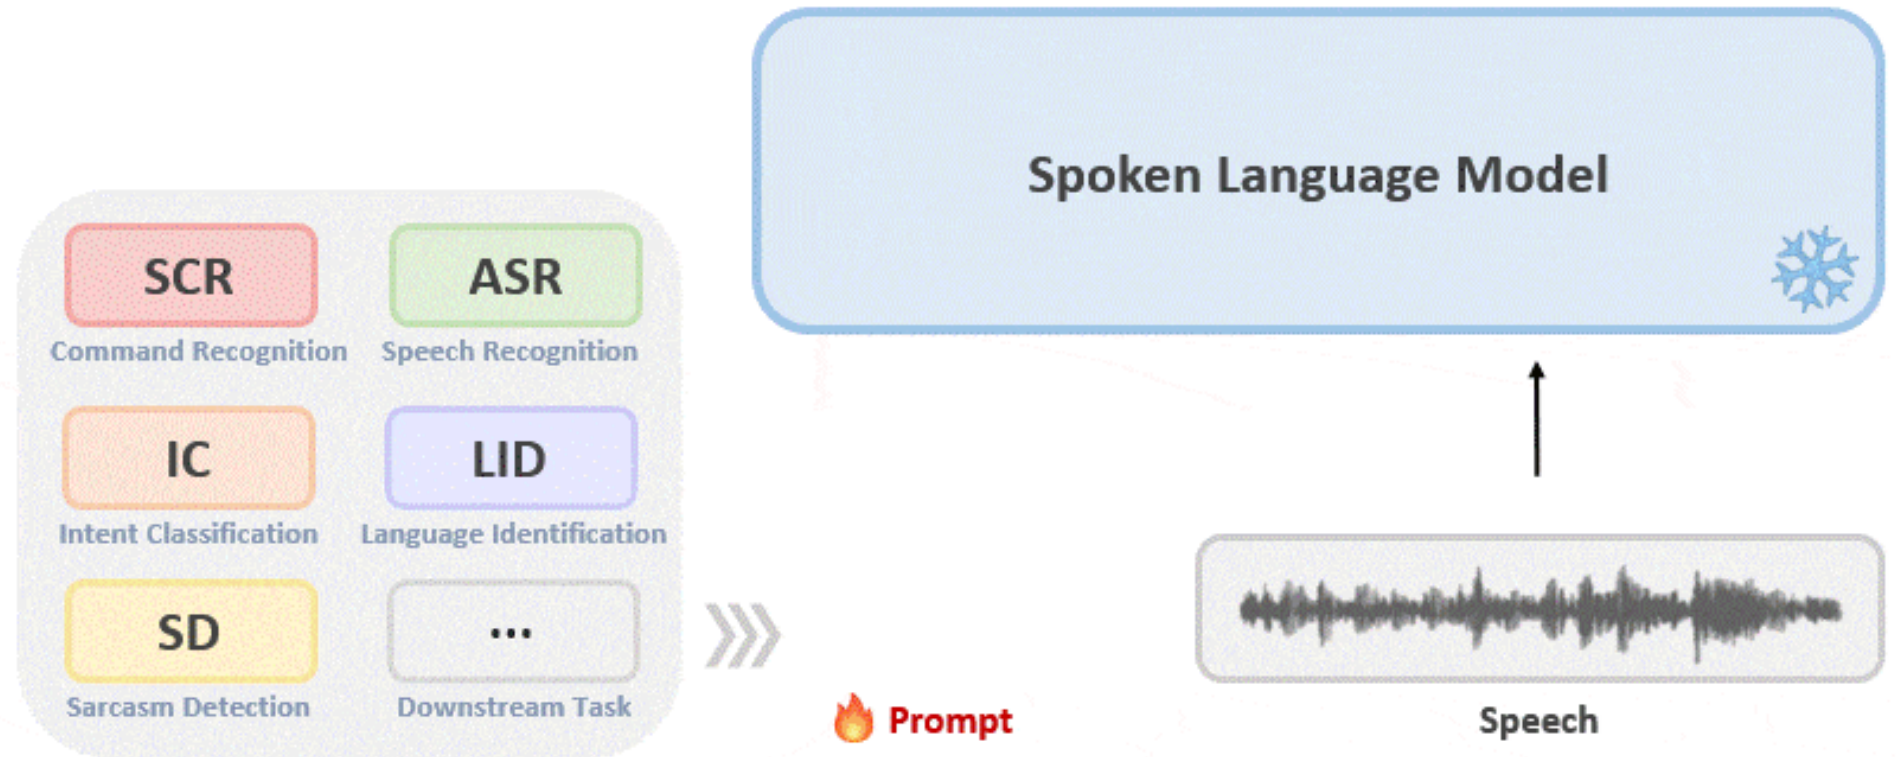 Spoken Language Model
SCR
ASR
Command Recognition
Speech Recognition
IC
LID
Intent Classification
Language Identification
SD
...
Sarcasm Detection
Downstream Task
Prompt
Speech